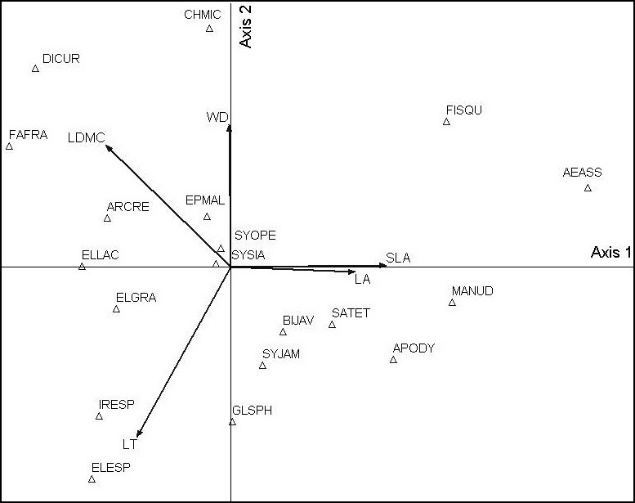 CHMIC
Axis 2
DICUR
FISQU
WD
FAFRA
LDMC
AEASS
EPMAL
ARCRE
SYOPE
SYSIA
ELLAC
SLA
Axis 1
LA
ELGRA
MANUD
BIJAV
SATET
SYJAM
APODY
IRESP
GLSPH
LT
ELESP